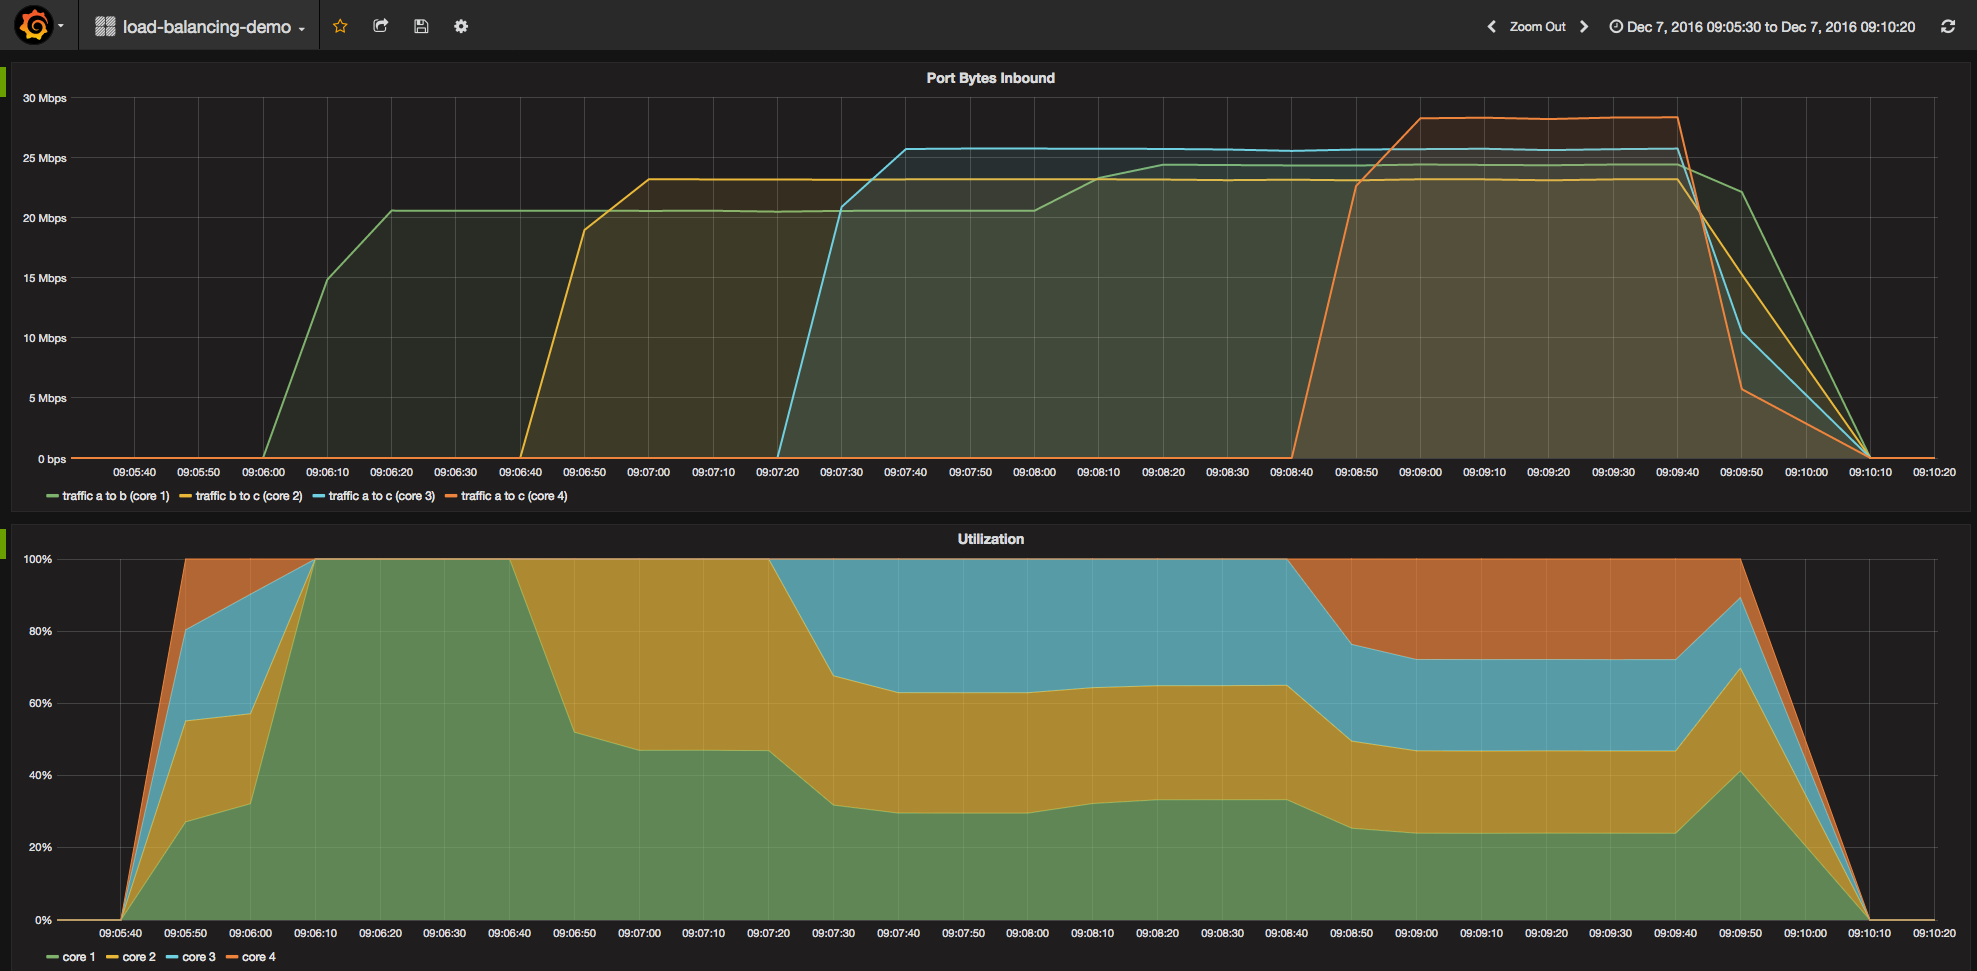 load-balancing-demo
Zoom Out Dec 7, 2016 09:05:30 to Dec 7, 2016 09:10:20
Port Bytes Inbound
30 Mbps
25 Mbps
20 Mbps
15 Mbps
10 Mbps
5 Mbps
0 bps
09:05:40 09:05:50 09:06:00 09:06:10 09:06:20 09:06:30 09:06:40 09:06:50 09:07:00 09:07:10 09:07:20 09:07:30 09:07:40 09:07:50 09:08:00 09:08:10 09:08:20 09:08:30 09:08:40 09:08:50 09:09:00 09:09:10 09:09:20 09:09:30 09:09:40 09:09:50 09:10:00 09:10:10 09:10:20
traffic a to b (core 1) traffic b to c (core 2) traffic a to c (core 3) traffic a to c (core 4)
Utilization
100%
80%
60%
40%
20%
0%
09:05:40 09:05:50 09:06:00 09:06:10 09:06:20 09:06:30 09:06:40 09:06:50 09:07:00 09:07:10 09:07:20 09:07:30 09:07:40 09:07:50 09:08:00 09:08:10 09:08:20 09:08:30 09:08:40 09:08:50 09:09:00 09:09:10 09:09:20 09:09:30 09:09:40 09:09:50 09:10:00 09:10:10 09:10:20
core 1 core 2 core 3 core 4